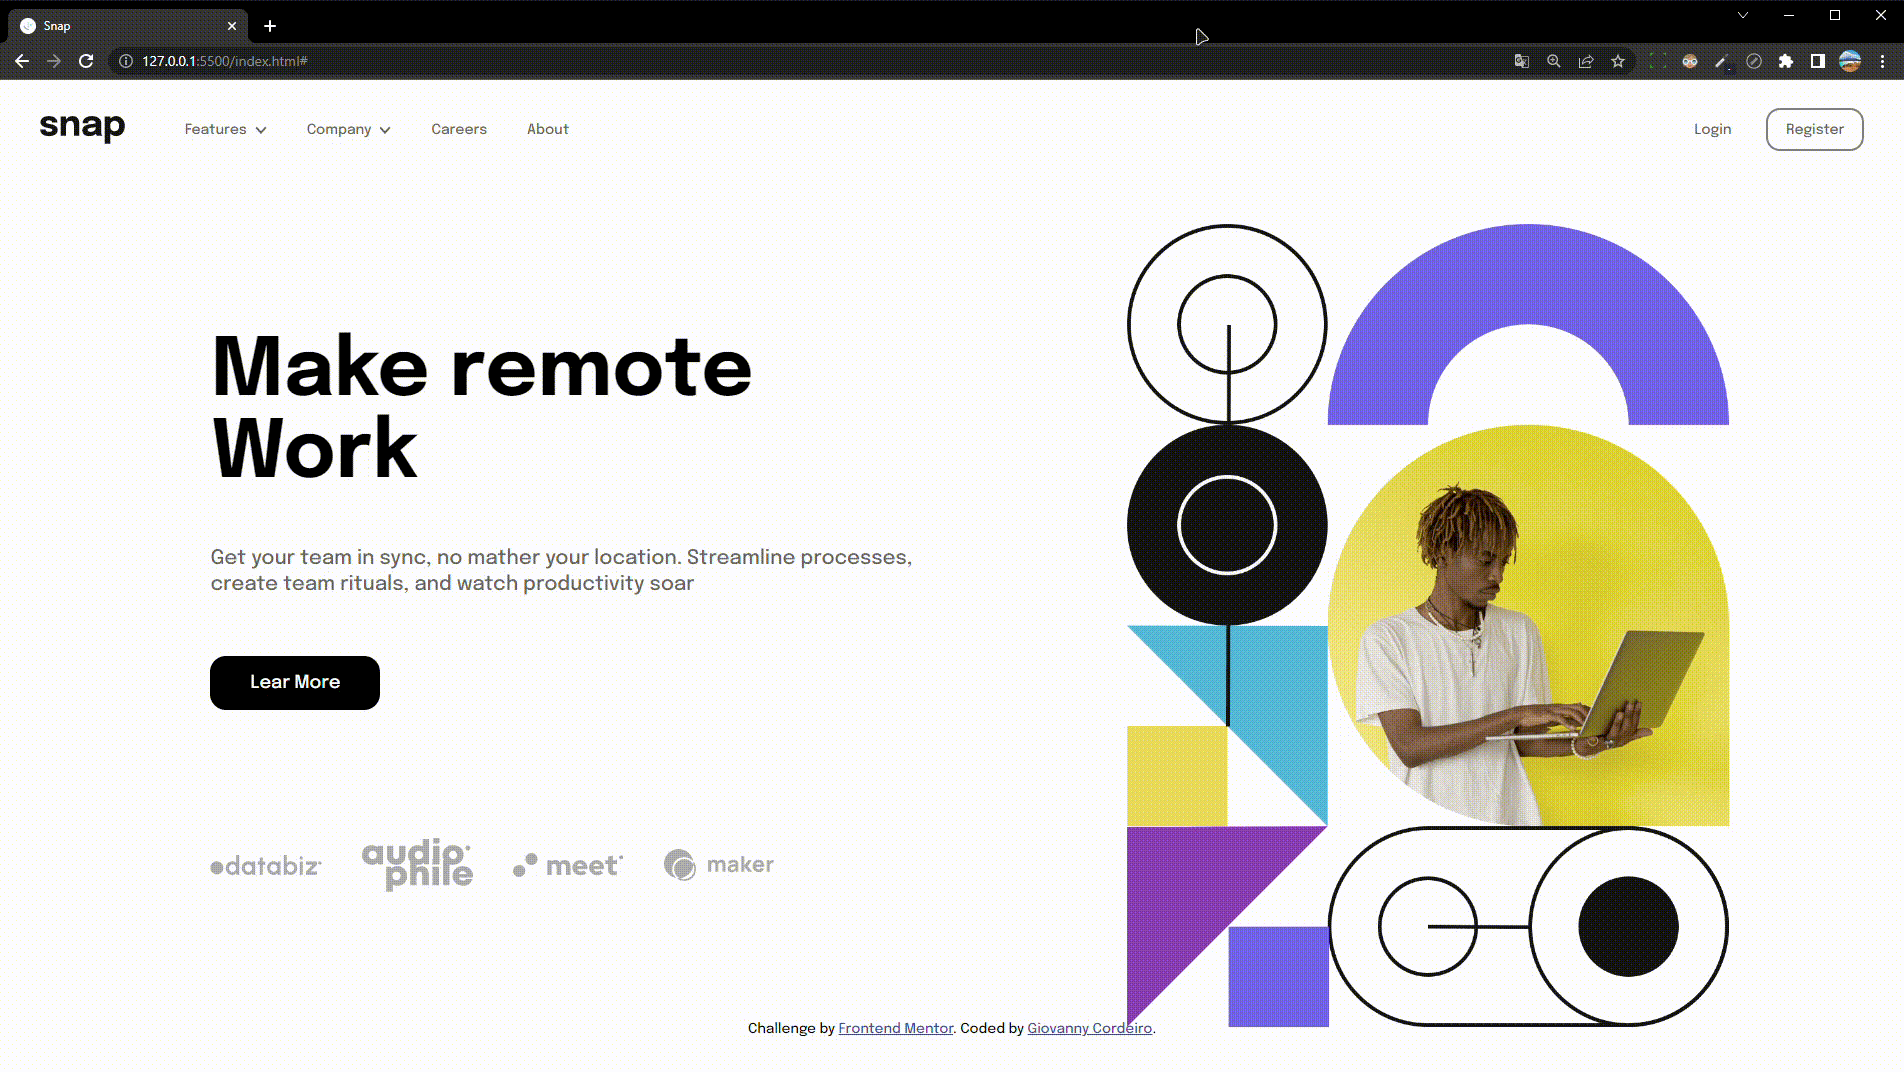 Snap
127.0.0.1:5500/index.html#
snap Features Company Careers About Login Register
Make remote
Work
Get your team in sync, no mather your location. Streamline processes,
create team rituals, and watch productivity soar
Lear More
databiz audiophile meet maker
Challenge by Frontend Mentor. Coded by Giovanny Cordeiro.